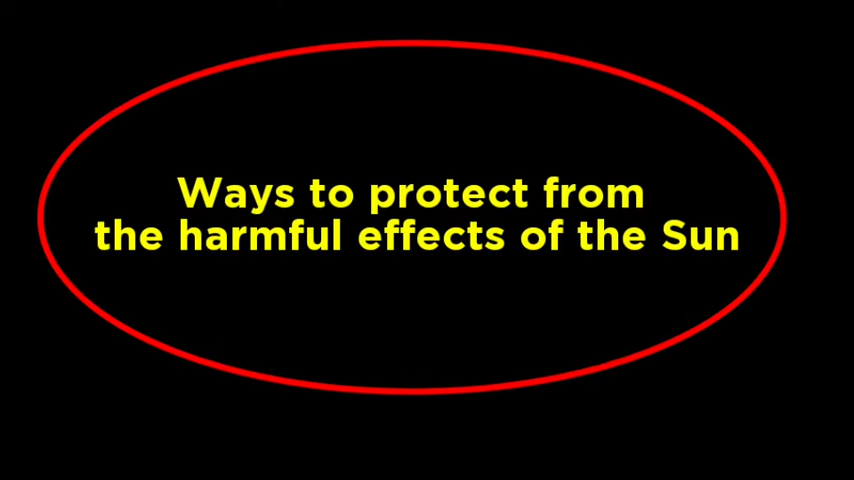 Ways to protect from
the harmful effects of the Sun